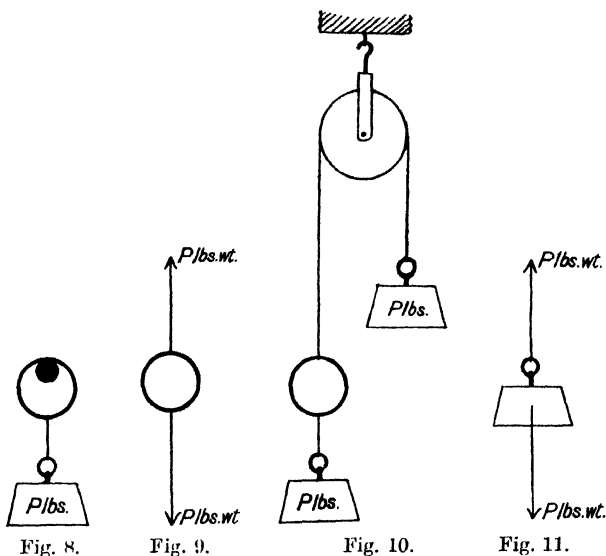 P lbs. wt.
P lbs. wt.
P lbs.
P lbs.
P lbs.
P lbs. wt
P lbs. wt.
Fig. 8.
Fig. 9.
Fig. 10.
Fig. 11.